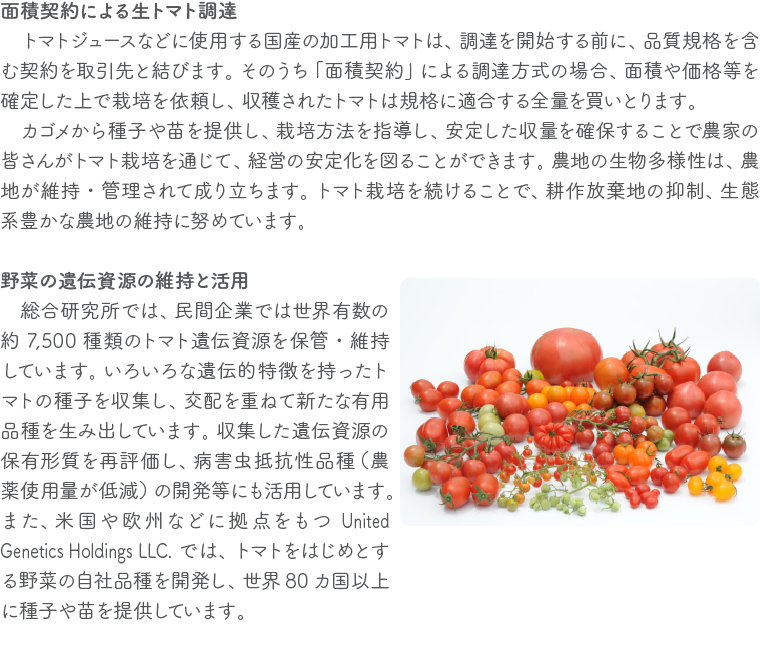 面積契約による生トマト調達
トマトジュースなどに使用する国産の加工用トマトは、調達を開始する前に、品質規格を含
む契約を取引先と結びます。そのうち「面積契約」による調達方式の場合、面積や価格等を
確定した上で栽培を依頼し、収穫されたトマトは規格に適合する全量を買いとります。
カゴメから種子や苗を提供し、栽培方法を指導し、安定した収量を確保することで農家の
皆さんがトマト栽培を通じて、経営の安定化を図ることができます。農地の生物多様性は、農
地が維持・管理されて成り立ちます。トマト栽培を続けることで、耕作放棄地の抑制、生態
系豊かな農地の維持に努めています。
野菜の遺伝資源の維持と活用
総合研究所では、民間企業では世界有数の
約 7,500 種類のトマト遺伝資源を保管・維持
しています。いろいろな遺伝的特徴を持ったト
マトの種子を収集し、交配を重ねて新たな有用
品種を生み出しています。収集した遺伝資源の
保有形質を再評価し、病害虫抵抗性品種（農
薬使用量が低減）の開発等にも活用しています。
また、米国や欧州などに拠点をもつ United
Genetics Holdings LLC. では、トマトをはじめとす
る野菜の自社品種を開発し、世界 80 カ国以上
に種子や苗を提供しています。